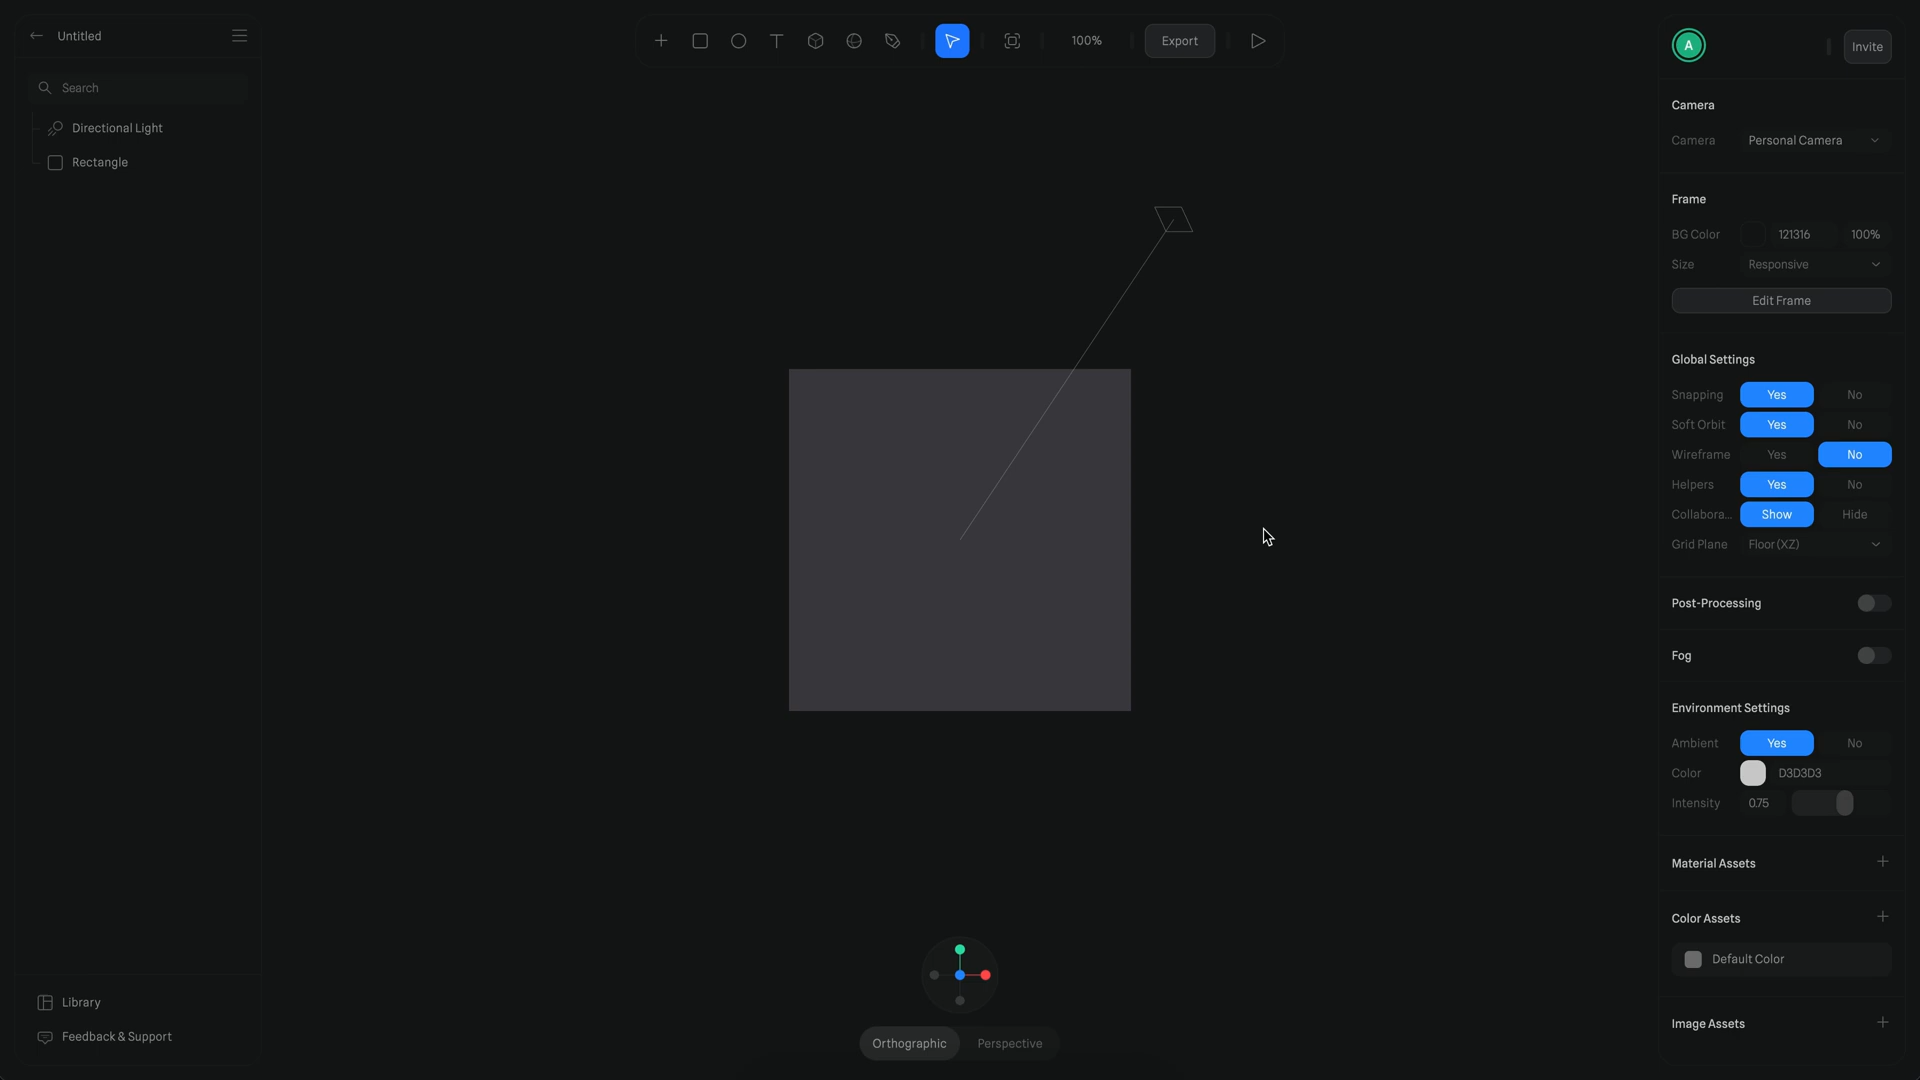 Untitled
Search
Directional Light
Rectangle
Library
Feedback & Support
100%
Export
Orthographic
Perspective
A
Invite
Camera
Camera Personal Camera
Frame
BG Color 121316 100%
Size Responsive
Edit Frame
Global Settings
Snapping Yes No
Soft Orbit Yes No
Wireframe Yes No
Helpers Yes No
Collabora... Show Hide
Grid Plane Floor (XZ)
Post-Processing
Fog
Environment Settings
Ambient Yes No
Color D3D3D3
Intensity 0.75
Material Assets
Color Assets
Default Color
Image Assets